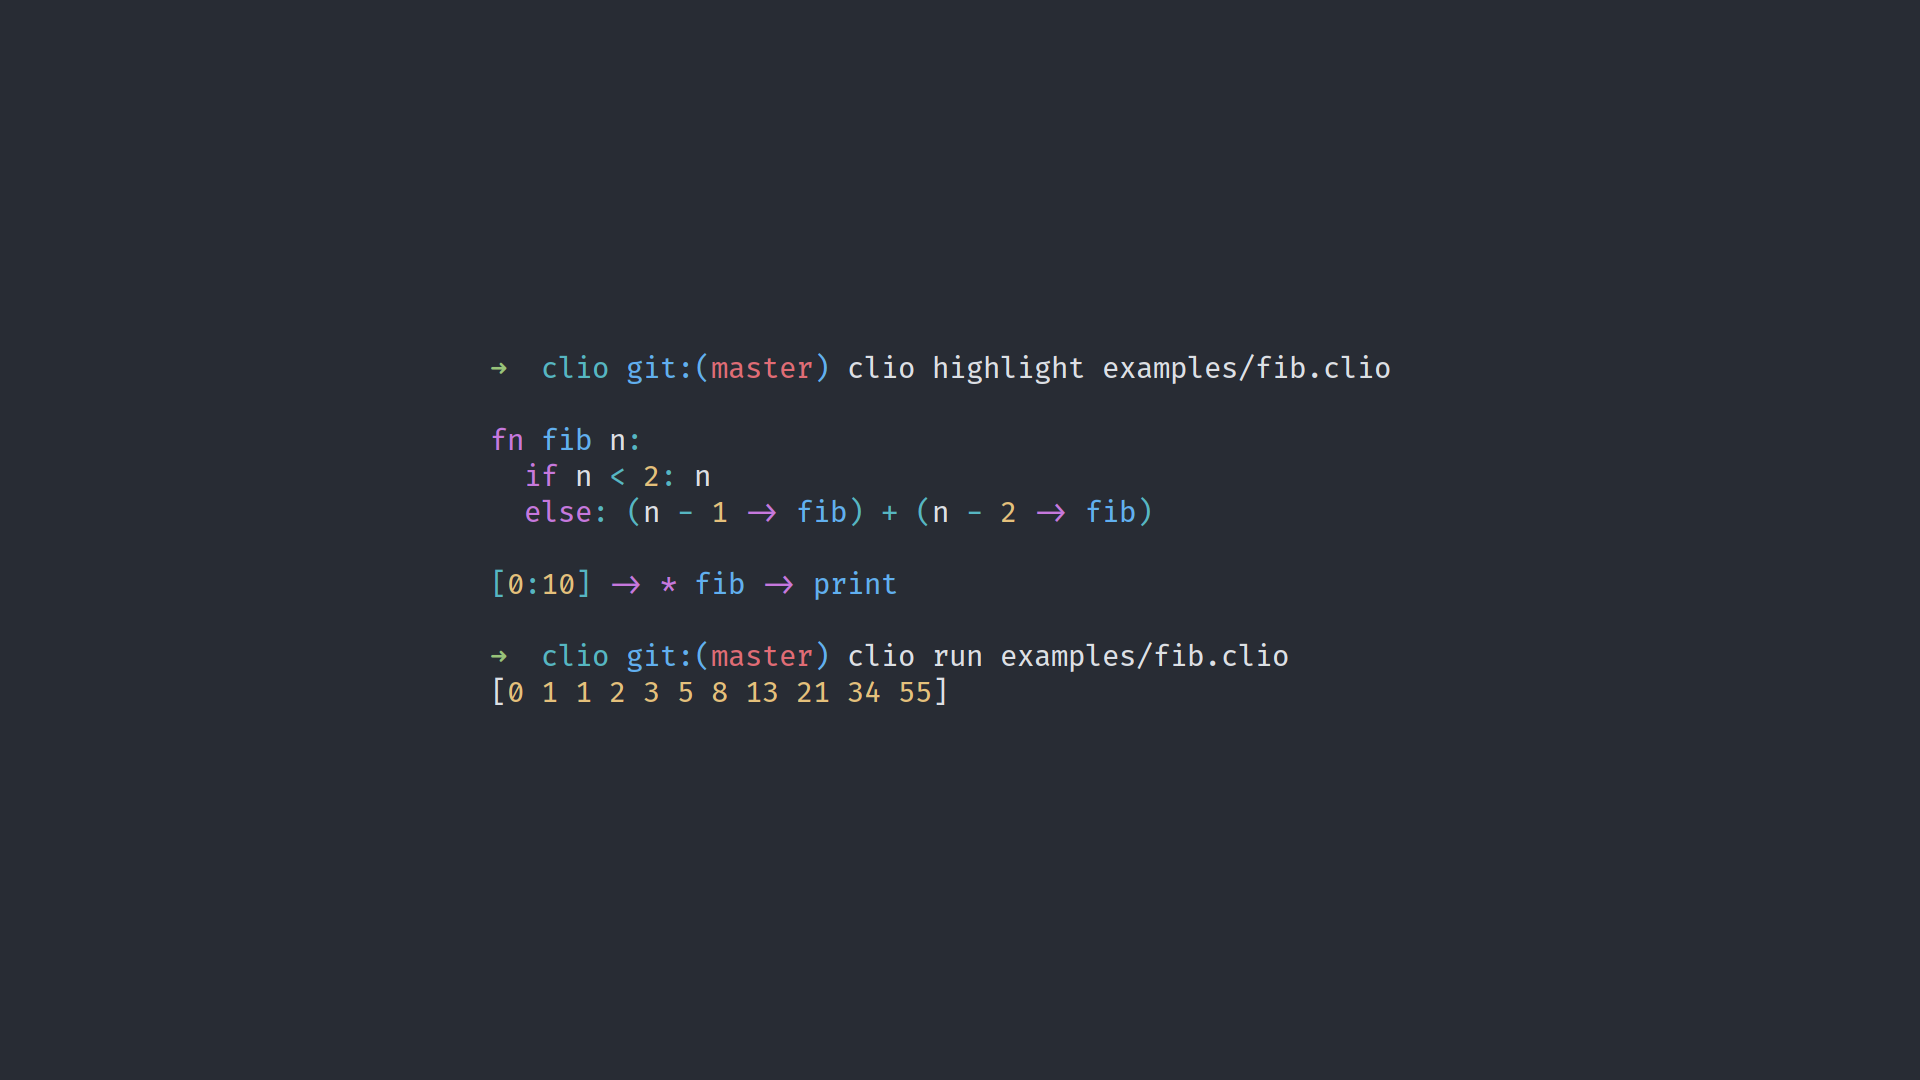 ➜  clio git:(master) clio highlight examples/fib.clio
fn fib n:
  if n < 2: n
  else: (n - 1 -> fib) + (n - 2 -> fib)
[0:10] -> * fib -> print
➜  clio git:(master) clio run examples/fib.clio
[0 1 1 2 3 5 8 13 21 34 55]